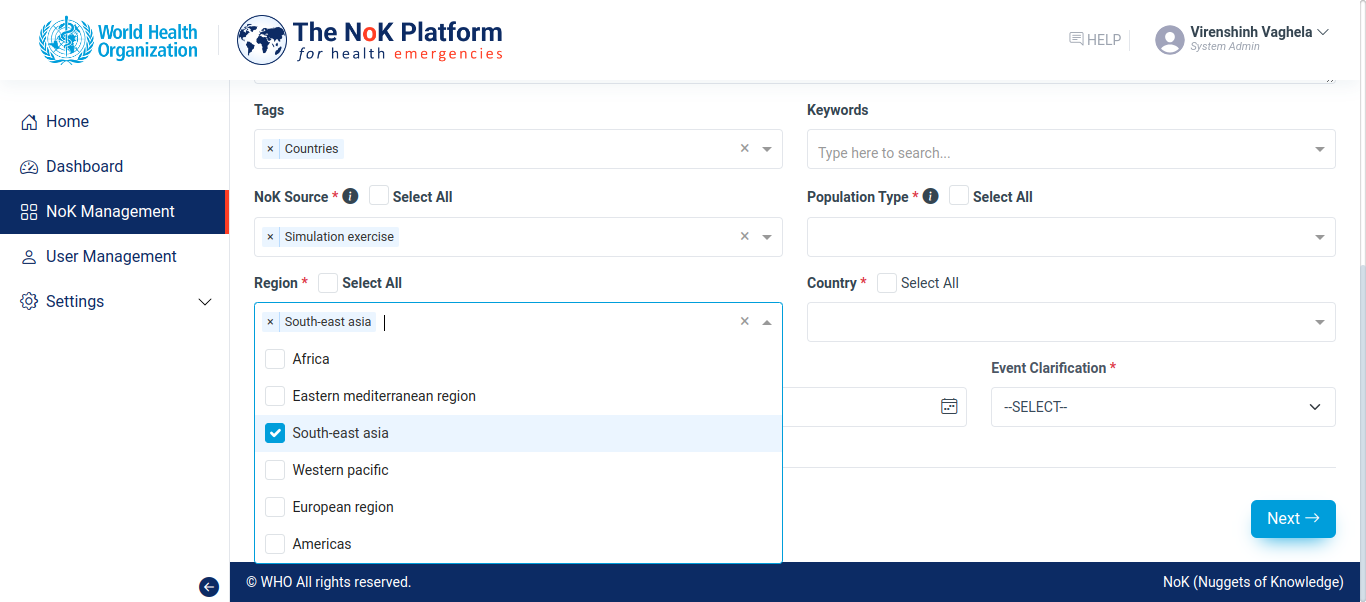 World Health
Organization
The NoK Platform
for health emergencies
HELP
Virenshinh Vaghela
System Admin
Home
Dashboard
NoK Management
User Management
Settings
Tags
Keywords
× Countries ×
Type here to search...
NoK Source * i Select All
Population Type * i Select All
× Simulation exercise ×
Region * Select All
Country * Select All
× South-east asia ×
Africa
Eastern mediterranean region
South-east asia
Western pacific
European region
Americas
Event Clarification *
--SELECT--
Next →
© WHO All rights reserved.
NoK (Nuggets of Knowledge)